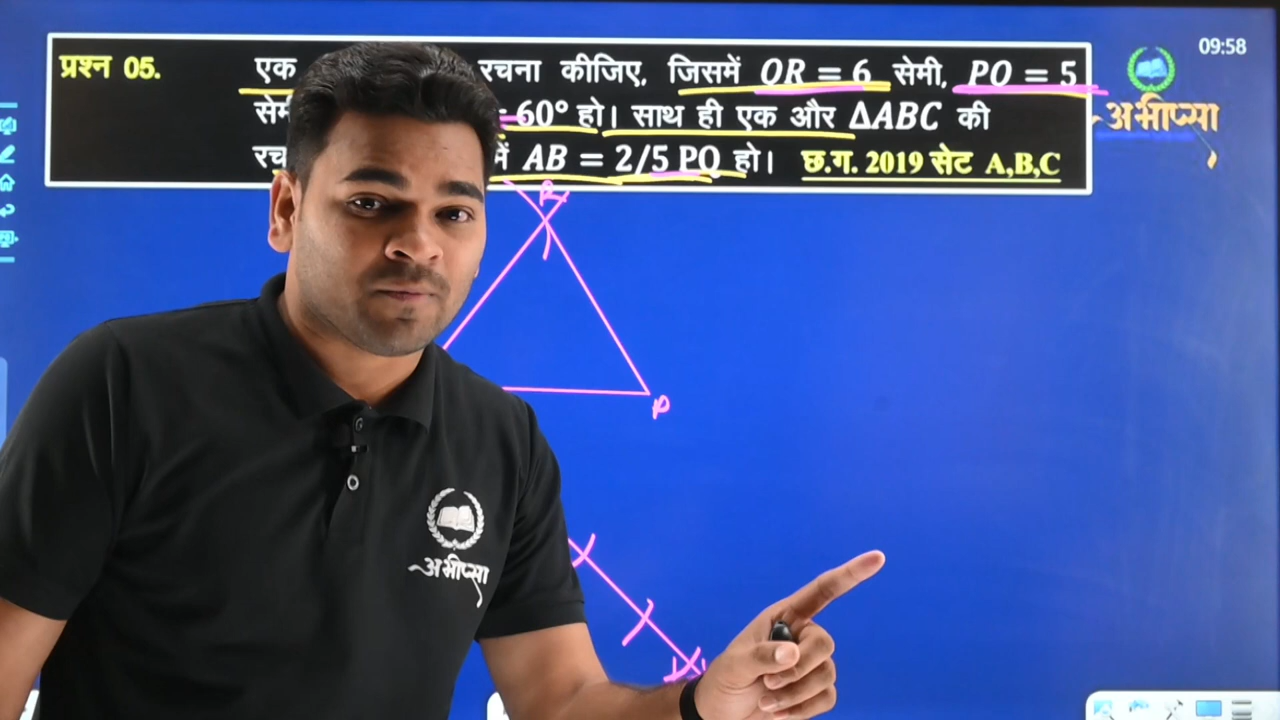 09:58
प्रश्न 05. एक रचना कीजिए, जिसमें QR = 6 सेमी, PQ = 5
60° हो। साथ ही एक और ΔABC की
AB = 2/5 PQ हो। छ.ग. 2019 सेट A,B,C
अभीप्सा
R
P
अभीप्सा